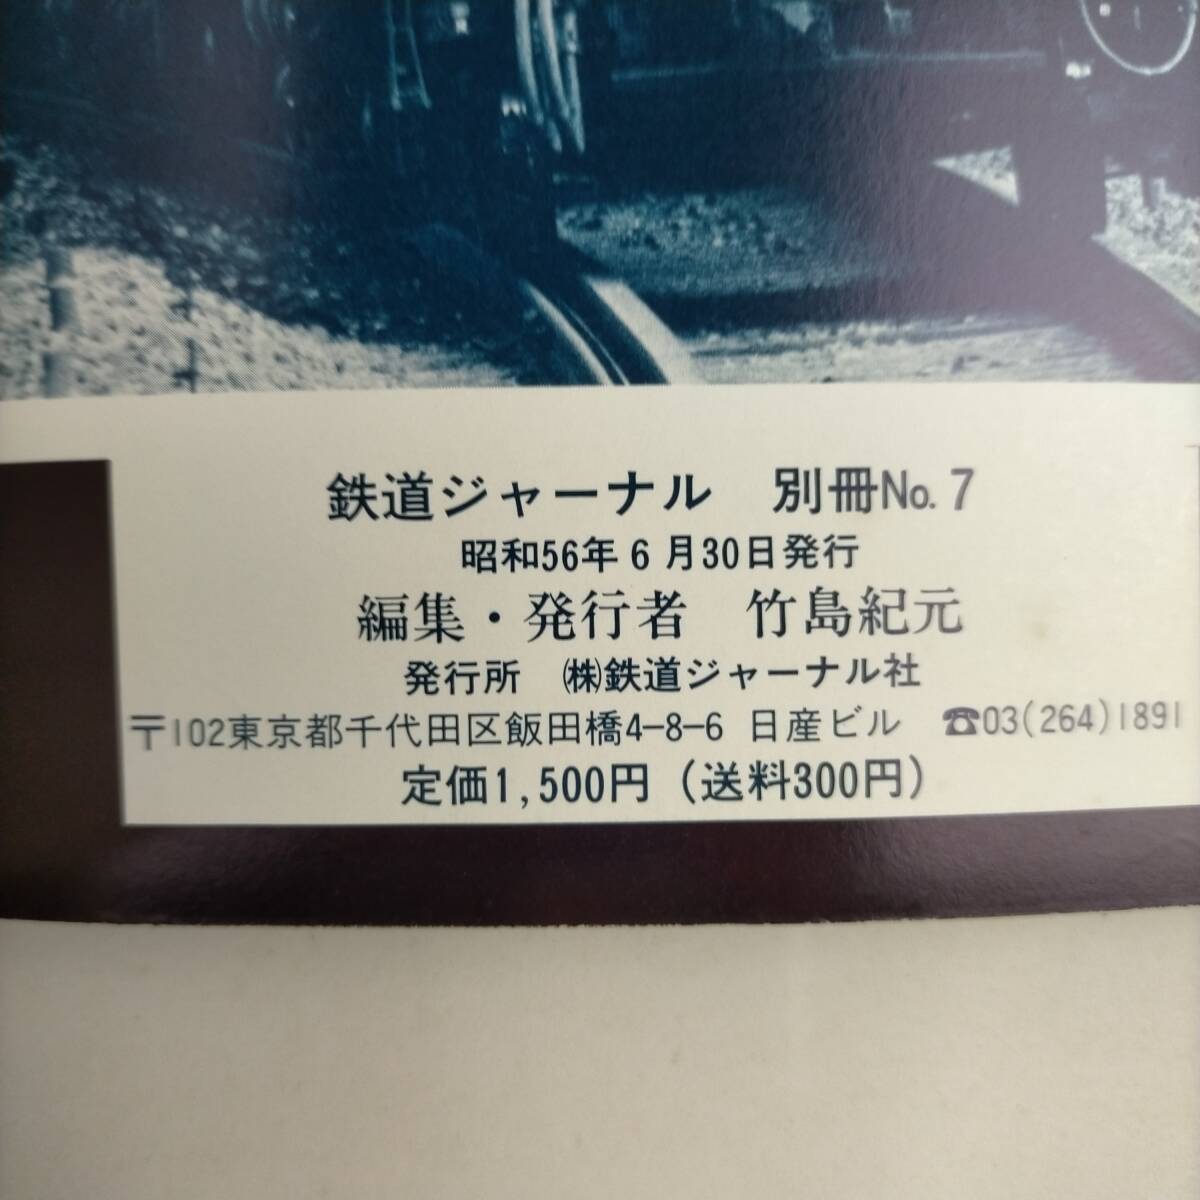 鉄道ジャーナル　別冊No.7
昭和56年6月30日発行
編集・発行者　竹島紀元
発行所　㈱鉄道ジャーナル社
〒102東京都千代田区飯田橋4-8-6 日産ビル　☎03(264)1891
定価1,500円（送料300円）